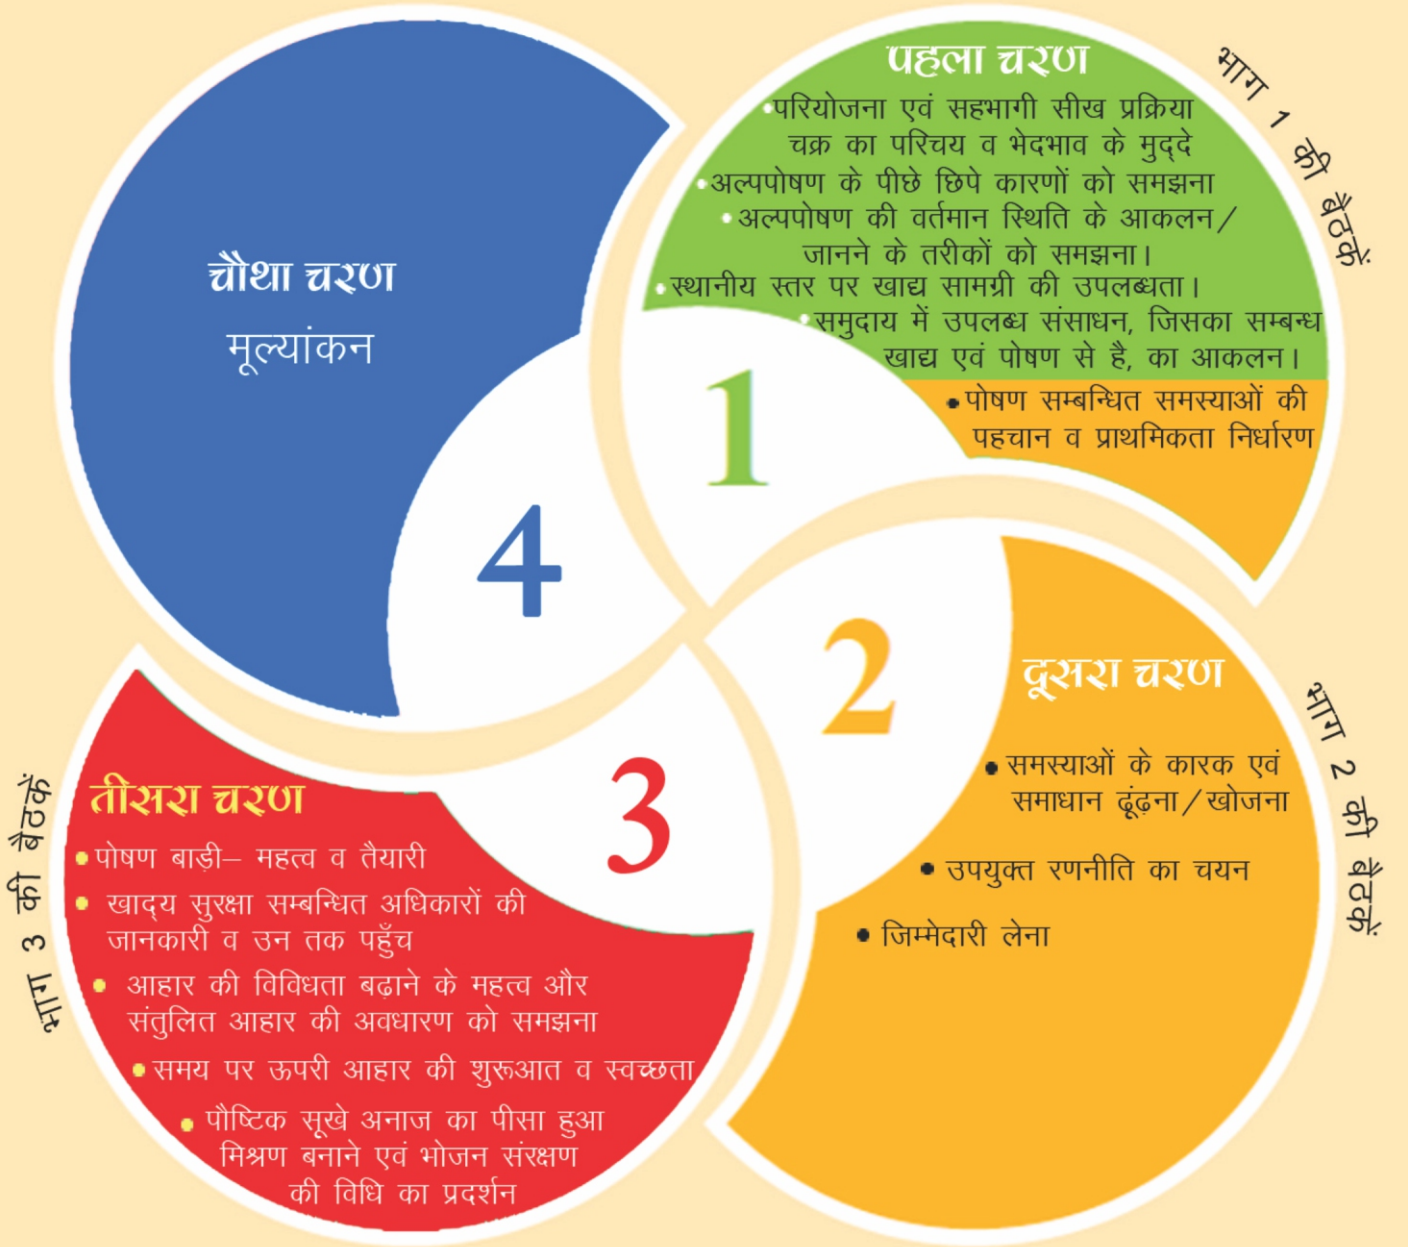 पहला चरण
•परियोजना एवं सहभागी सीख प्रक्रिया
चक्र का परिचय व भेदभाव के मुद्‌दे
•अल्पपोषण के पीछे छिपे कारणों को समझना
•अल्पपोषण की वर्तमान स्थिति के आकलन/
जानने के तरीकों को समझना।
•स्थानीय स्तर पर खाद्य सामग्री की उपलब्धता।
•समुदाय में उपलब्ध संसाधन, जिसका सम्बन्ध
खाद्य एवं पोषण से है, का आकलन।
•पोषण सम्बन्धित समस्याओं की
पहचान व प्राथमिकता निर्धारण
1
भाग 1 की बैठकें
दूसरा चरण
• समस्याओं के कारक एवं
समाधान ढूंढ़ना/खोजना
• उपयुक्त रणनीति का चयन
• जिम्मेदारी लेना
2
भाग 2 की बैठकें
तीसरा चरण
•पोषण बाड़ी– महत्व व तैयारी
• खाद्‌य सुरक्षा सम्बन्धित अधिकारों की
जानकारी व उन तक पहुँच
• आहार की विविधता बढ़ाने के महत्व और
संतुलित आहार की अवधारण को समझना
•समय पर ऊपरी आहार की शुरूआत व स्वच्छता
• पौष्टिक सूखे अनाज का पीसा हुआ
मिश्रण बनाने एवं भोजन संरक्षण
की विधि का प्रदर्शन
3
भाग 3 की बैठकें
चौथा चरण
मूल्यांकन
4